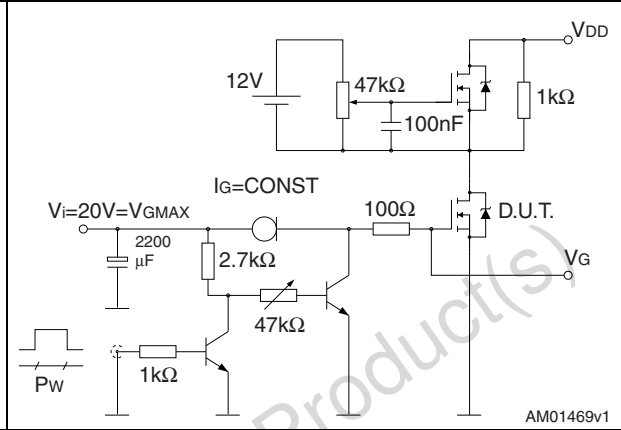 VDD
12V
47kΩ
1kΩ
100nF
IG=CONST
Vi=20V=VGMAX
100Ω
D.U.T.
2200
μF
2.7kΩ
VG
47kΩ
1kΩ
PW
Product(s)
AM01469v1